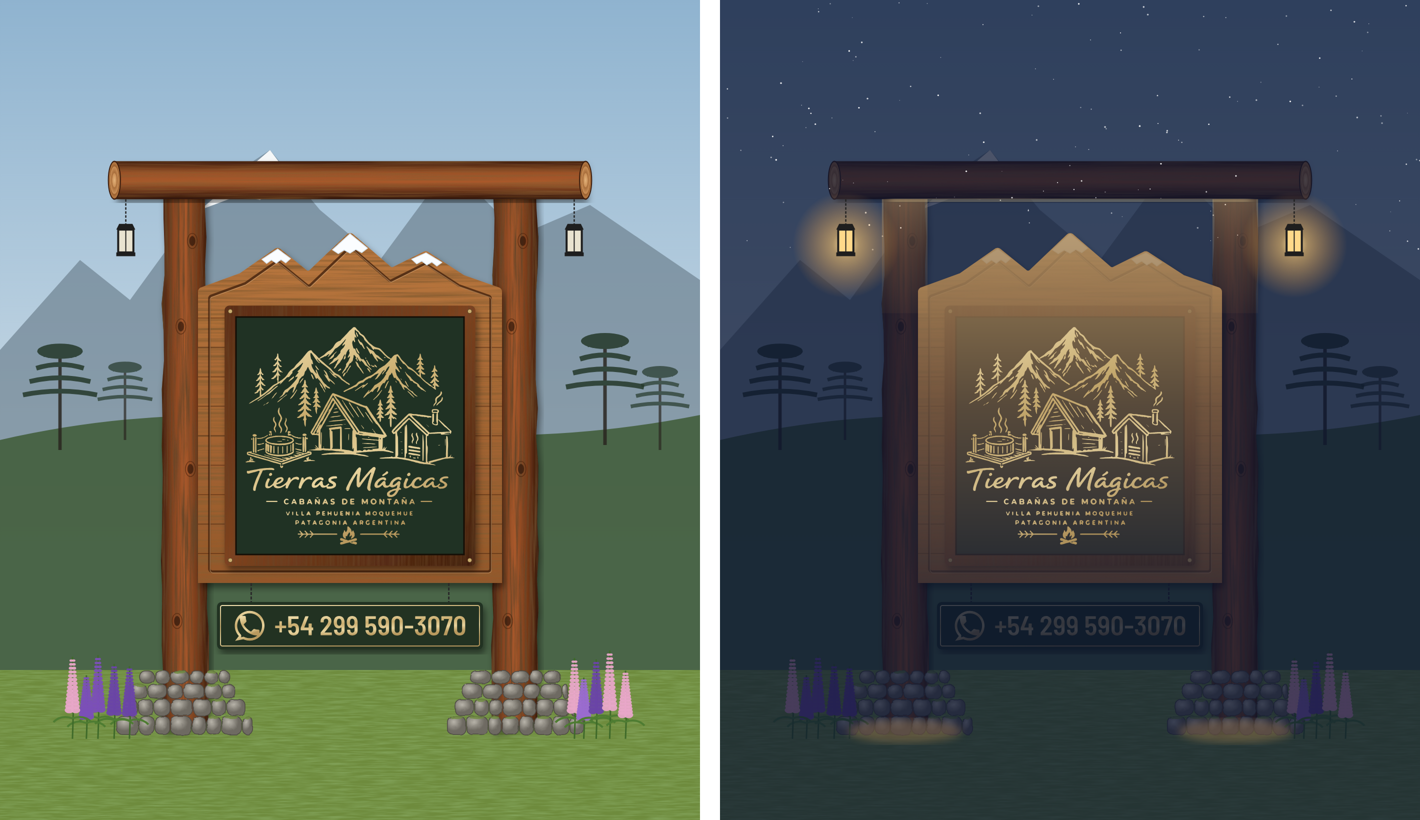 Tierras Mágicas
CABAÑAS DE MONTAÑA
VILLA PEHUENIA MOQUEHUE
PATAGONIA ARGENTINA
+54 299 590-3070
Tierras Mágicas
CABAÑAS DE MONTAÑA
VILLA PEHUENIA MOQUEHUE
PATAGONIA ARGENTINA
+54 299 590-3070